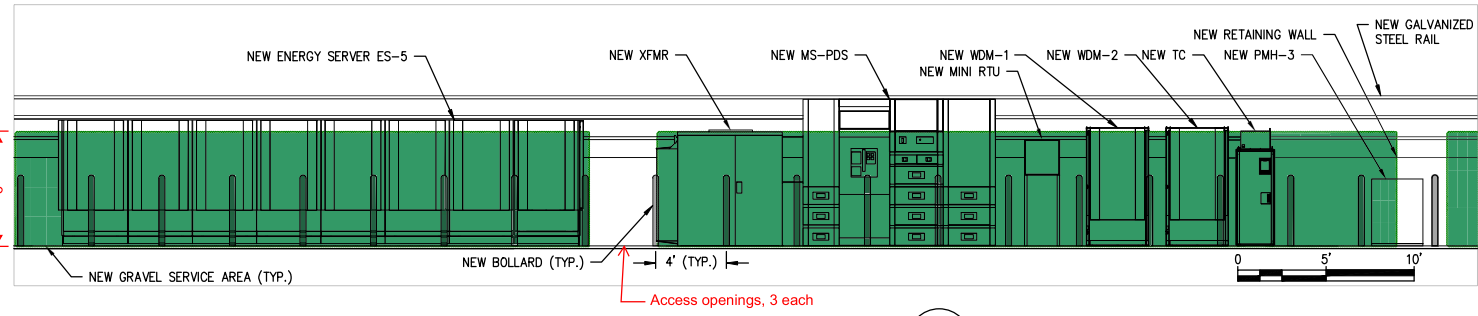 NEW GALVANIZED
STEEL RAIL
NEW RETAINING WALL
NEW ENERGY SERVER ES-5
NEW XFMR
NEW MS-PDS
NEW WDM-1
NEW WDM-2
NEW TC
NEW PMH-3
NEW MINI RTU
NEW BOLLARD (TYP.)
4' (TYP.)
0
5'
10'
NEW GRAVEL SERVICE AREA (TYP.)
Access openings, 3 each